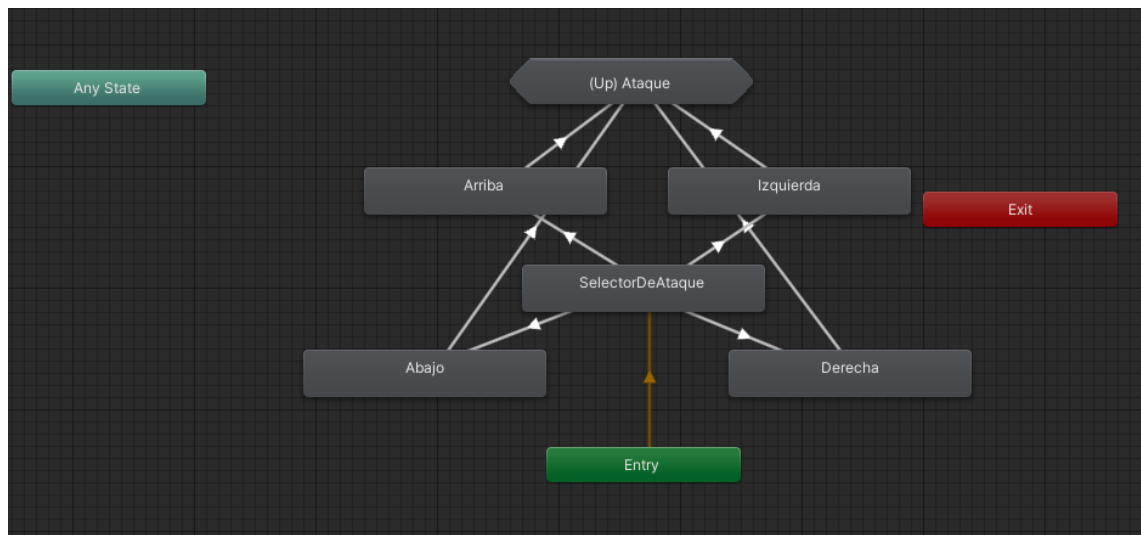 Any State
(Up) Ataque
Arriba
Izquierda
Exit
SelectorDeAtaque
Abajo
Derecha
Entry